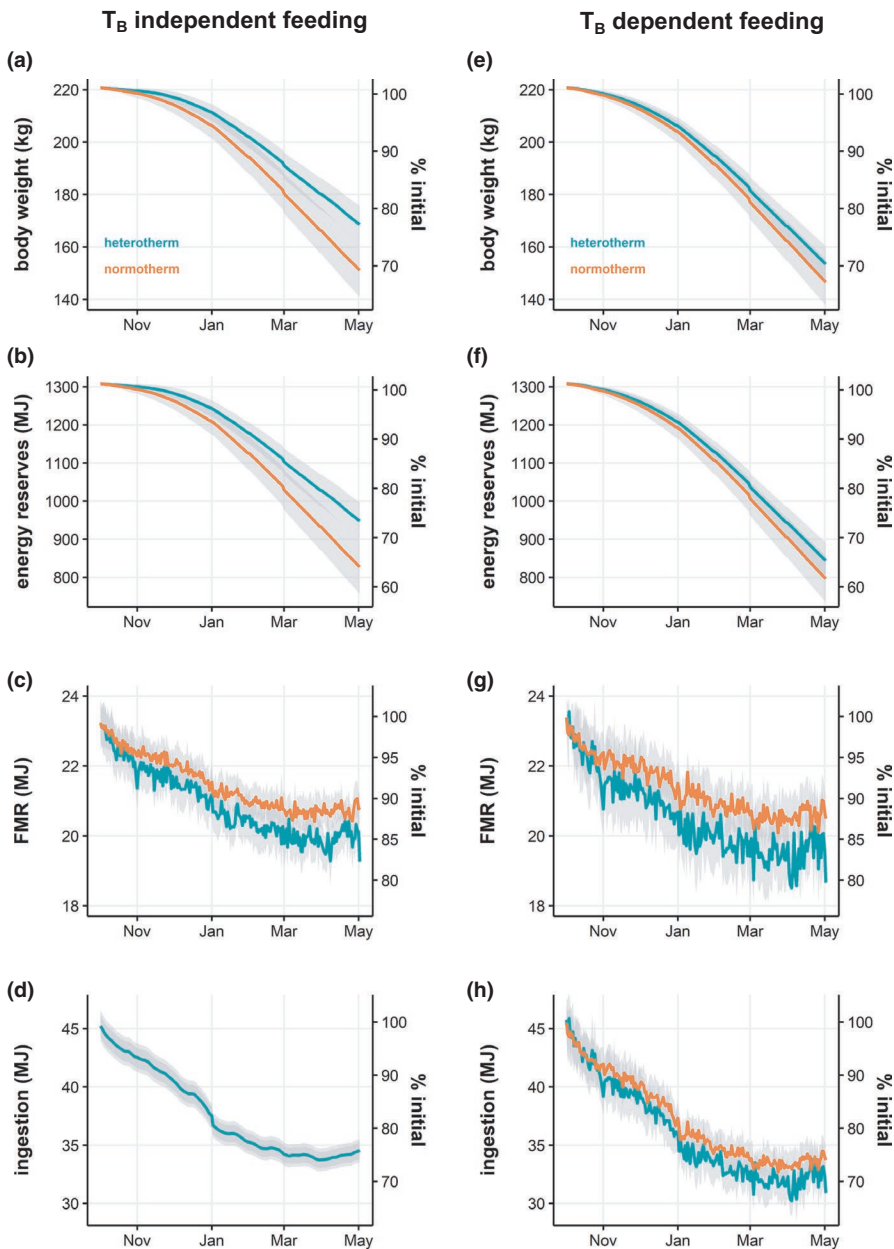 T_B independent feeding
T_B dependent feeding
(a)
body weight (kg)
220
200
180
160
140
heterotherm
normotherm
100
90
80
70
% initial
Nov Jan Mar May
(e)
body weight (kg)
220
200
180
160
140
heterotherm
normotherm
100
90
80
70
% initial
Nov Jan Mar May
(b)
energy reserves (MJ)
1300
1200
1100
1000
900
800
100
90
80
70
60
% initial
Nov Jan Mar May
(f)
energy reserves (MJ)
1300
1200
1100
1000
900
800
100
90
80
70
60
% initial
Nov Jan Mar May
(c)
FMR (MJ)
24
22
20
18
100
95
90
85
80
% initial
Nov Jan Mar May
(g)
FMR (MJ)
24
22
20
18
100
95
90
85
80
% initial
Nov Jan Mar May
(d)
ingestion (MJ)
45
40
35
30
100
90
80
70
% initial
Nov Jan Mar May
(h)
ingestion (MJ)
45
40
35
30
100
90
80
70
% initial
Nov Jan Mar May